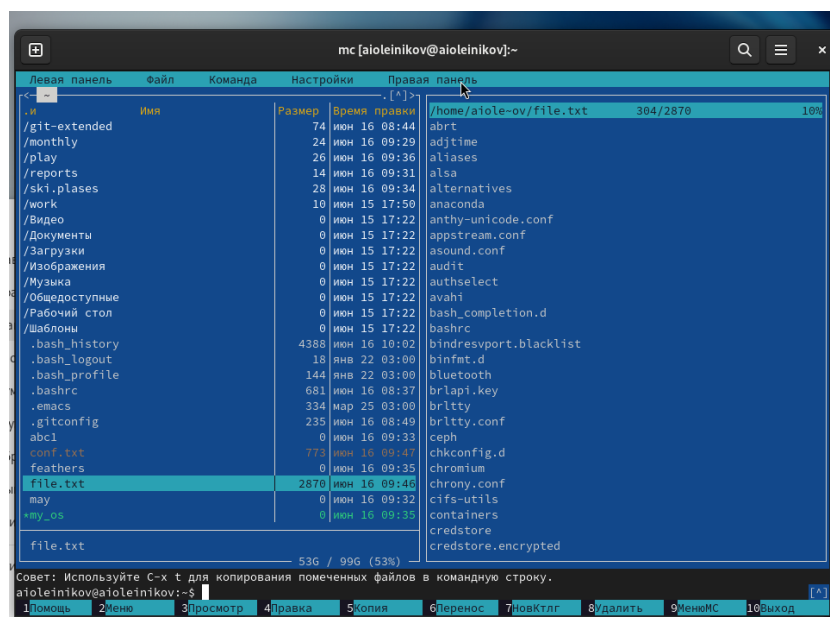 mc [aioleinikov@aioleinikov]:~
Левая панель Файл Команда Настройки Правая панель
<─ ~ .[^]>
.и Имя Размер Время правки
/git-extended 74 июн 16 08:44
/monthly 24 июн 16 09:29
/play 26 июн 16 09:36
/reports 14 июн 16 09:31
/ski.plases 28 июн 16 09:34
/work 10 июн 15 17:50
/Видео 0 июн 15 17:22
/Документы 0 июн 15 17:22
/Загрузки 0 июн 15 17:22
/Изображения 0 июн 15 17:22
/Музыка 0 июн 15 17:22
/Общедоступные 0 июн 15 17:22
/Рабочий стол 0 июн 15 17:22
/Шаблоны 0 июн 15 17:22
.bash_history 4388 июн 16 10:02
.bash_logout 18 янв 22 03:00
.bash_profile 144 янв 22 03:00
.bashrc 681 июн 16 08:37
.emacs 334 мар 25 03:00
.gitconfig 235 июн 16 08:49
abc1 0 июн 16 09:33
conf.txt 773 июн 16 09:47
feathers 0 июн 16 09:35
file.txt 2870 июн 16 09:46
may 0 июн 16 09:32
*my_os 0 июн 16 09:35
file.txt
53G / 99G (53%)
/home/aiole~ov/file.txt 304/2870 10%
abrt
adjtime
aliases
alsa
alternatives
anaconda
anthy-unicode.conf
appstream.conf
asound.conf
audit
authselect
avahi
bash_completion.d
bashrc
bindresvport.blacklist
binfmt.d
bluetooth
brlapi.key
brltty
brltty.conf
ceph
chkconfig.d
chromium
chrony.conf
cifs-utils
containers
credstore
credstore.encrypted
Совет: Используйте C-x t для копирования помеченных файлов в командную строку.
aioleinikov@aioleinikov:~$ [^]
1Помощь 2Меню 3Просмотр 4Правка 5Копия 6Перенос 7НовКтлг 8Удалить 9МенюМС 10Выход